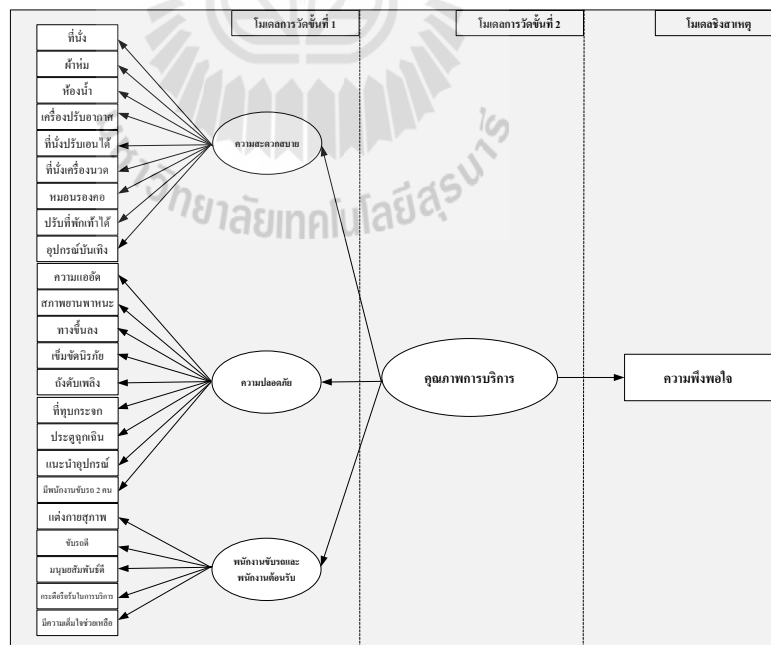 โมเดลการวัดชั้นที่ 1
โมเดลการวัดชั้นที่ 2
โมเดลเชิงสาเหตุ
ที่นั่ง
ผ้าห่ม
ห้องน้ำ
เครื่องปรับอากาศ
ที่นั่งปรับเอนได้
ที่นั่งเครื่องนวด
หมอนรองคอ
ปรับที่พักเท้าได้
อุปกรณ์บันเทิง
ความแออัด
สภาพยานพาหนะ
ทางขึ้นลง
เข็มขัดนิรภัย
ถังดับเพลิง
ที่ทุบกระจก
ประตูฉุกเฉิน
แนะนำอุปกรณ์
มีพนักงานขับรถ 2 คน
แต่งกายสุภาพ
ขับรถดี
มนุษยสัมพันธ์ดี
กระตือรือร้นในการบริการ
มีความเต็มใจช่วยเหลือ
ความสะดวกสบาย
ความปลอดภัย
พนักงานขับรถและ
พนักงานต้อนรับ
คุณภาพการบริการ
ความพึงพอใจ
มหาวิทยาลัยเทคโนโลยีสุรนารี